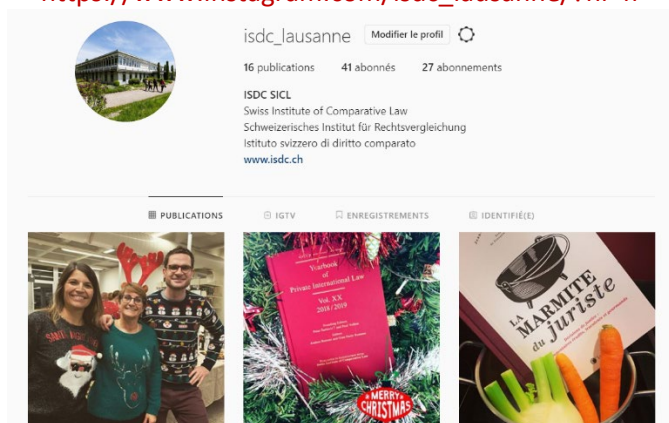 isdc_lausanne Modifier le profil
16 publications 41 abonnés 27 abonnements
ISDC SICL
Swiss Institute of Comparative Law
Schweizerisches Institut für Rechtsvergleichung
Istituto svizzero di diritto comparato
www.isdc.ch
PUBLICATIONS IGTV ENREGISTREMENTS IDENTIFIÉ(E)
Yearbook
of
Private International Law
Vol. XX
2018 / 2019
MERRY
CHRISTMAS
LA
MARMITE
du juriste